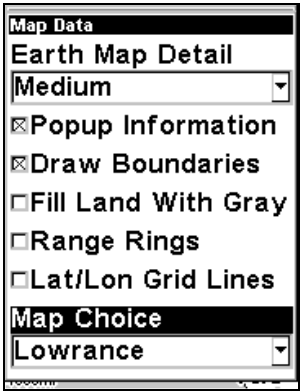 Map Data
Earth Map Detail
Medium
Popup Information
Draw Boundaries
Fill Land With Gray
Range Rings
Lat/Lon Grid Lines
Map Choice
Lowrance